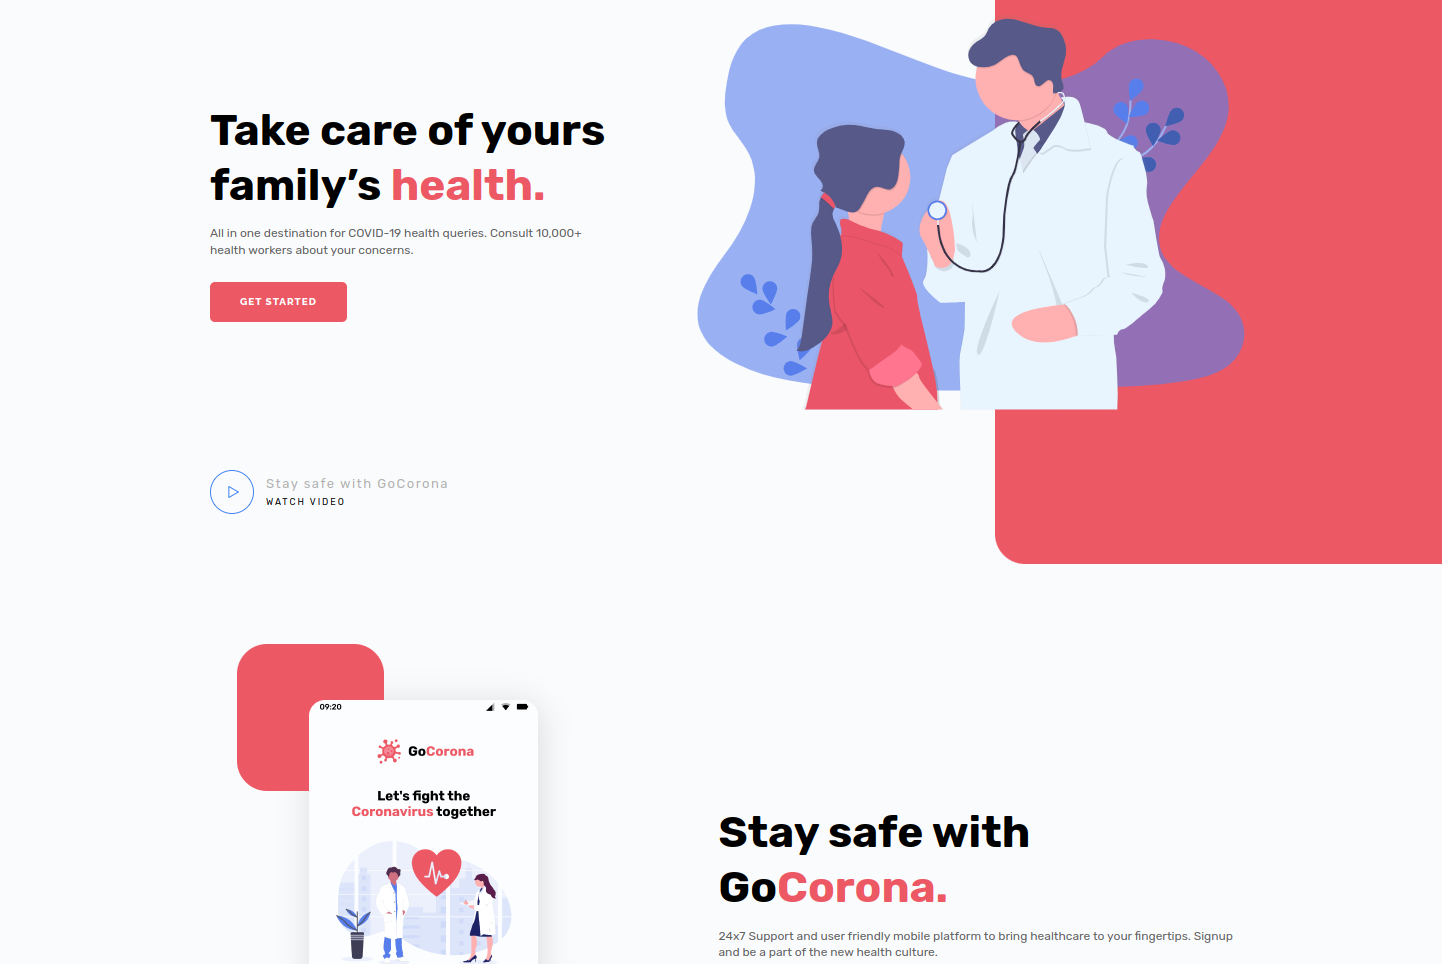 Take care of yours
family’s health.
All in one destination for COVID-19 health queries. Consult 10,000+
health workers about your concerns.
GET STARTED
Stay safe with GoCorona
WATCH VIDEO
09:20
GoCorona
Let's fight the
Coronavirus together
Stay safe with
GoCorona.
24x7 Support and user friendly mobile platform to bring healthcare to your fingertips. Signup
and be a part of the new health culture.